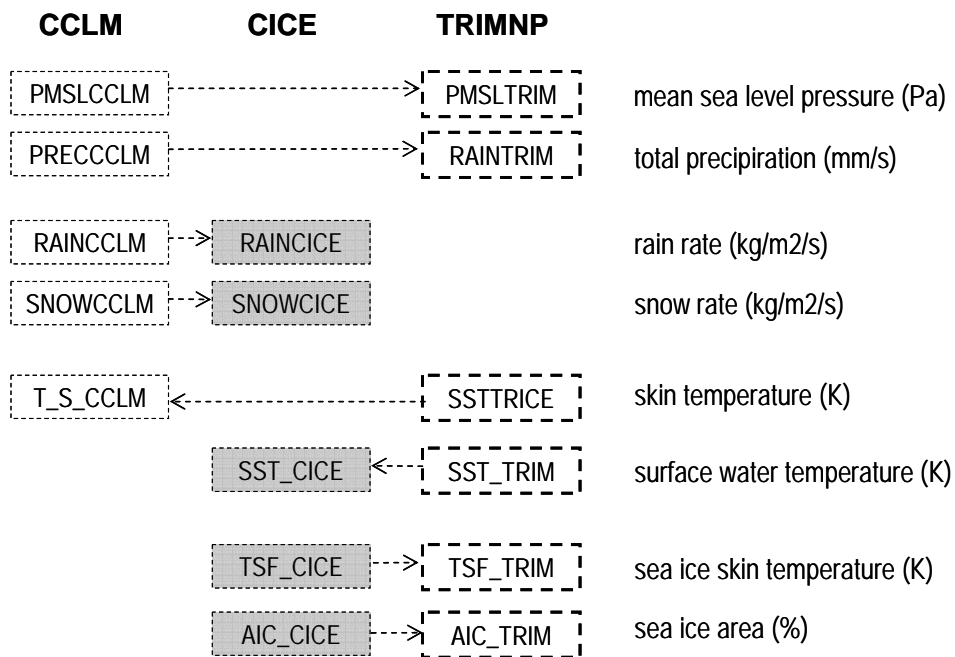 CCLM CICE TRIMNP
PMSLCCLM PMSLTRIM mean sea level pressure (Pa)
PRECCCLM RAINTRIM total precipiration (mm/s)
RAINCCLM RAINCICE rain rate (kg/m2/s)
SNOWCCLM SNOWCICE snow rate (kg/m2/s)
T_S_CCLM SSTTRICE skin temperature (K)
SST_CICE SST_TRIM surface water temperature (K)
TSF_CICE TSF_TRIM sea ice skin temperature (K)
AIC_CICE AIC_TRIM sea ice area (%)